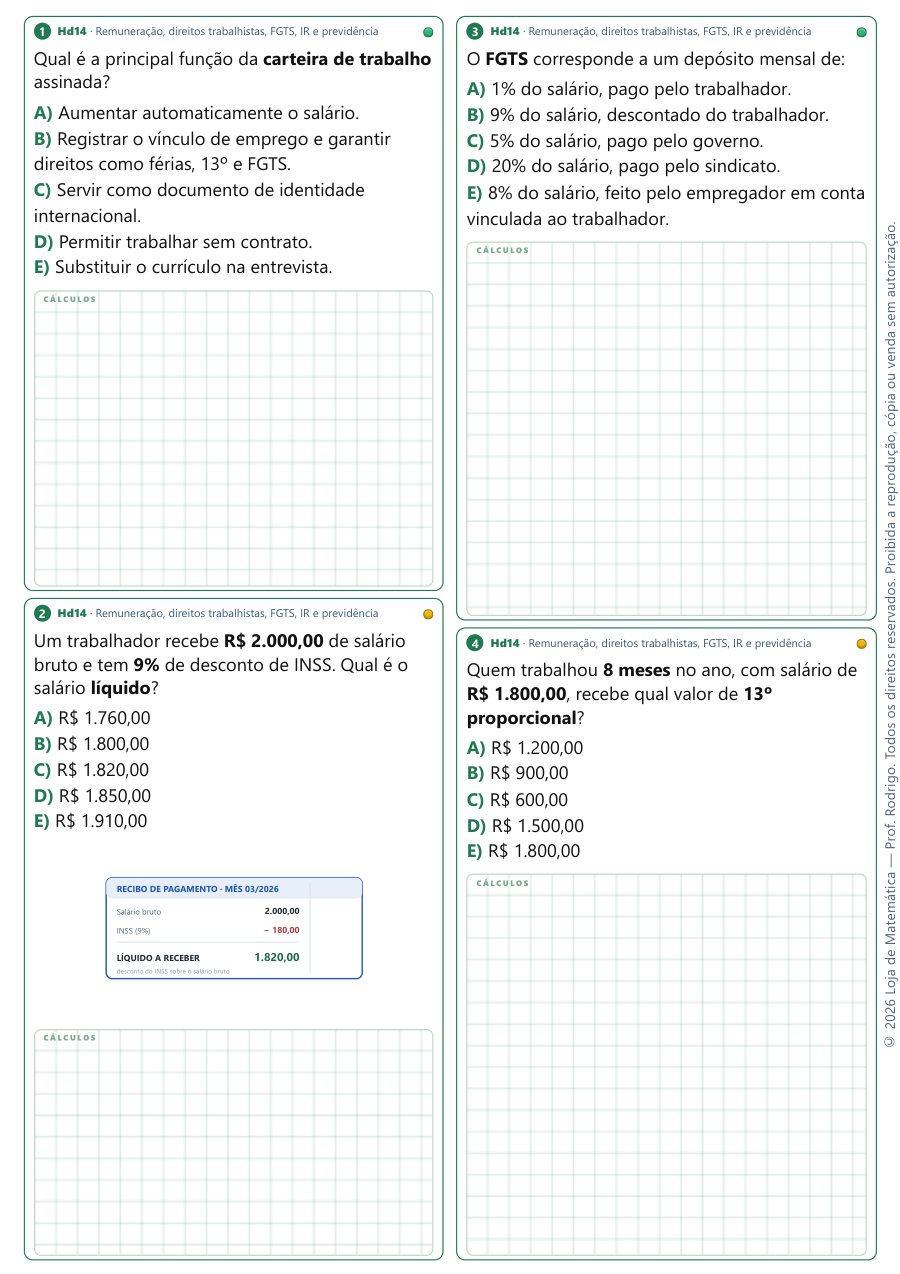 1 Hd14 · Remuneração, direitos trabalhistas, FGTS, IR e previdência
Qual é a principal função da carteira de trabalho
assinada?
A) Aumentar automaticamente o salário.
B) Registrar o vínculo de emprego e garantir
direitos como férias, 13º e FGTS.
C) Servir como documento de identidade
internacional.
D) Permitir trabalhar sem contrato.
E) Substituir o currículo na entrevista.
CÁLCULOS
2 Hd14 · Remuneração, direitos trabalhistas, FGTS, IR e previdência
Um trabalhador recebe R$ 2.000,00 de salário
bruto e tem 9% de desconto de INSS. Qual é o
salário líquido?
A) R$ 1.760,00
B) R$ 1.800,00
C) R$ 1.820,00
D) R$ 1.850,00
E) R$ 1.910,00
RECIBO DE PAGAMENTO · MÊS 03/2026
Salário bruto 2.000,00
INSS (9%) − 180,00
LÍQUIDO A RECEBER 1.820,00
desconto do INSS sobre o salário bruto
CÁLCULOS
3 Hd14 · Remuneração, direitos trabalhistas, FGTS, IR e previdência
O FGTS corresponde a um depósito mensal de:
A) 1% do salário, pago pelo trabalhador.
B) 9% do salário, descontado do trabalhador.
C) 5% do salário, pago pelo governo.
D) 20% do salário, pago pelo sindicato.
E) 8% do salário, feito pelo empregador em conta
vinculada ao trabalhador.
CÁLCULOS
4 Hd14 · Remuneração, direitos trabalhistas, FGTS, IR e previdência
Quem trabalhou 8 meses no ano, com salário de
R$ 1.800,00, recebe qual valor de 13º
proporcional?
A) R$ 1.200,00
B) R$ 900,00
C) R$ 600,00
D) R$ 1.500,00
E) R$ 1.800,00
CÁLCULOS
© 2026 Loja de Matemática — Prof. Rodrigo. Todos os direitos reservados. Proibida a reprodução, cópia ou venda sem autorização.